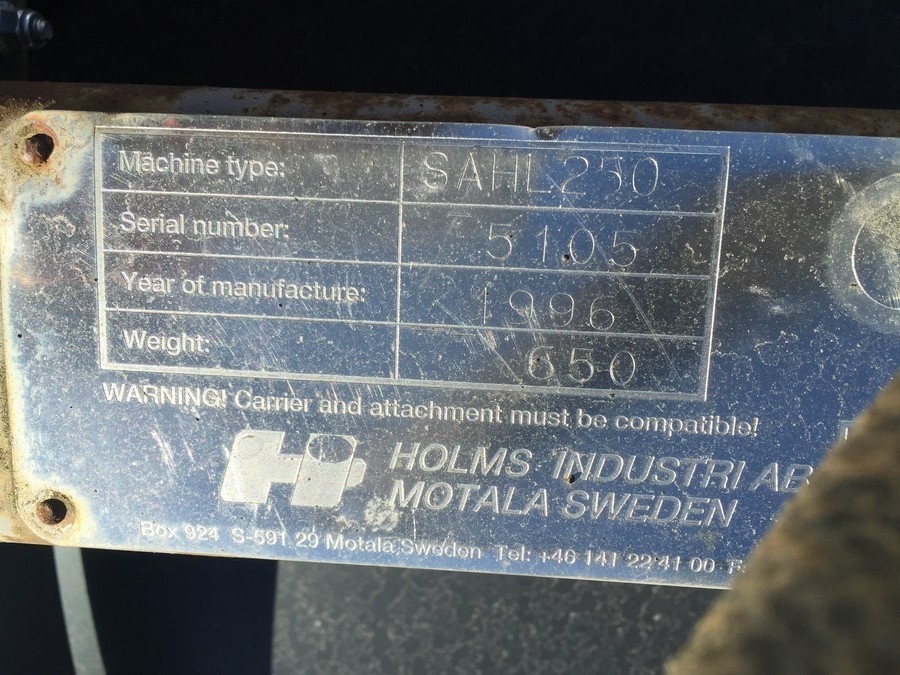 Machine type: SAHL250
Serial number: 5105
Year of manufacture: 1996
Weight: 650
WARNING! Carrier and attachment must be compatible!
HOLMS INDUSTRI AB
MOTALA SWEDEN
Box 924 S-591 29 Motala, Sweden Tel: +46 141 22 41 00